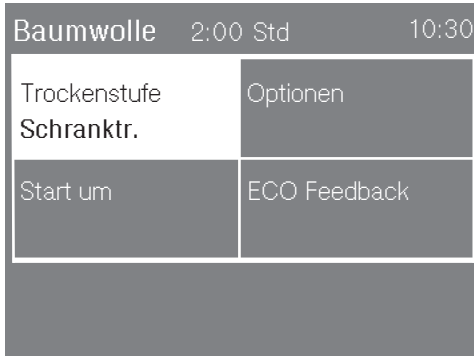 Baumwolle 2:00 Std 10:30
Trockenstufe
Schranktr.
Optionen
Start um
ECO Feedback